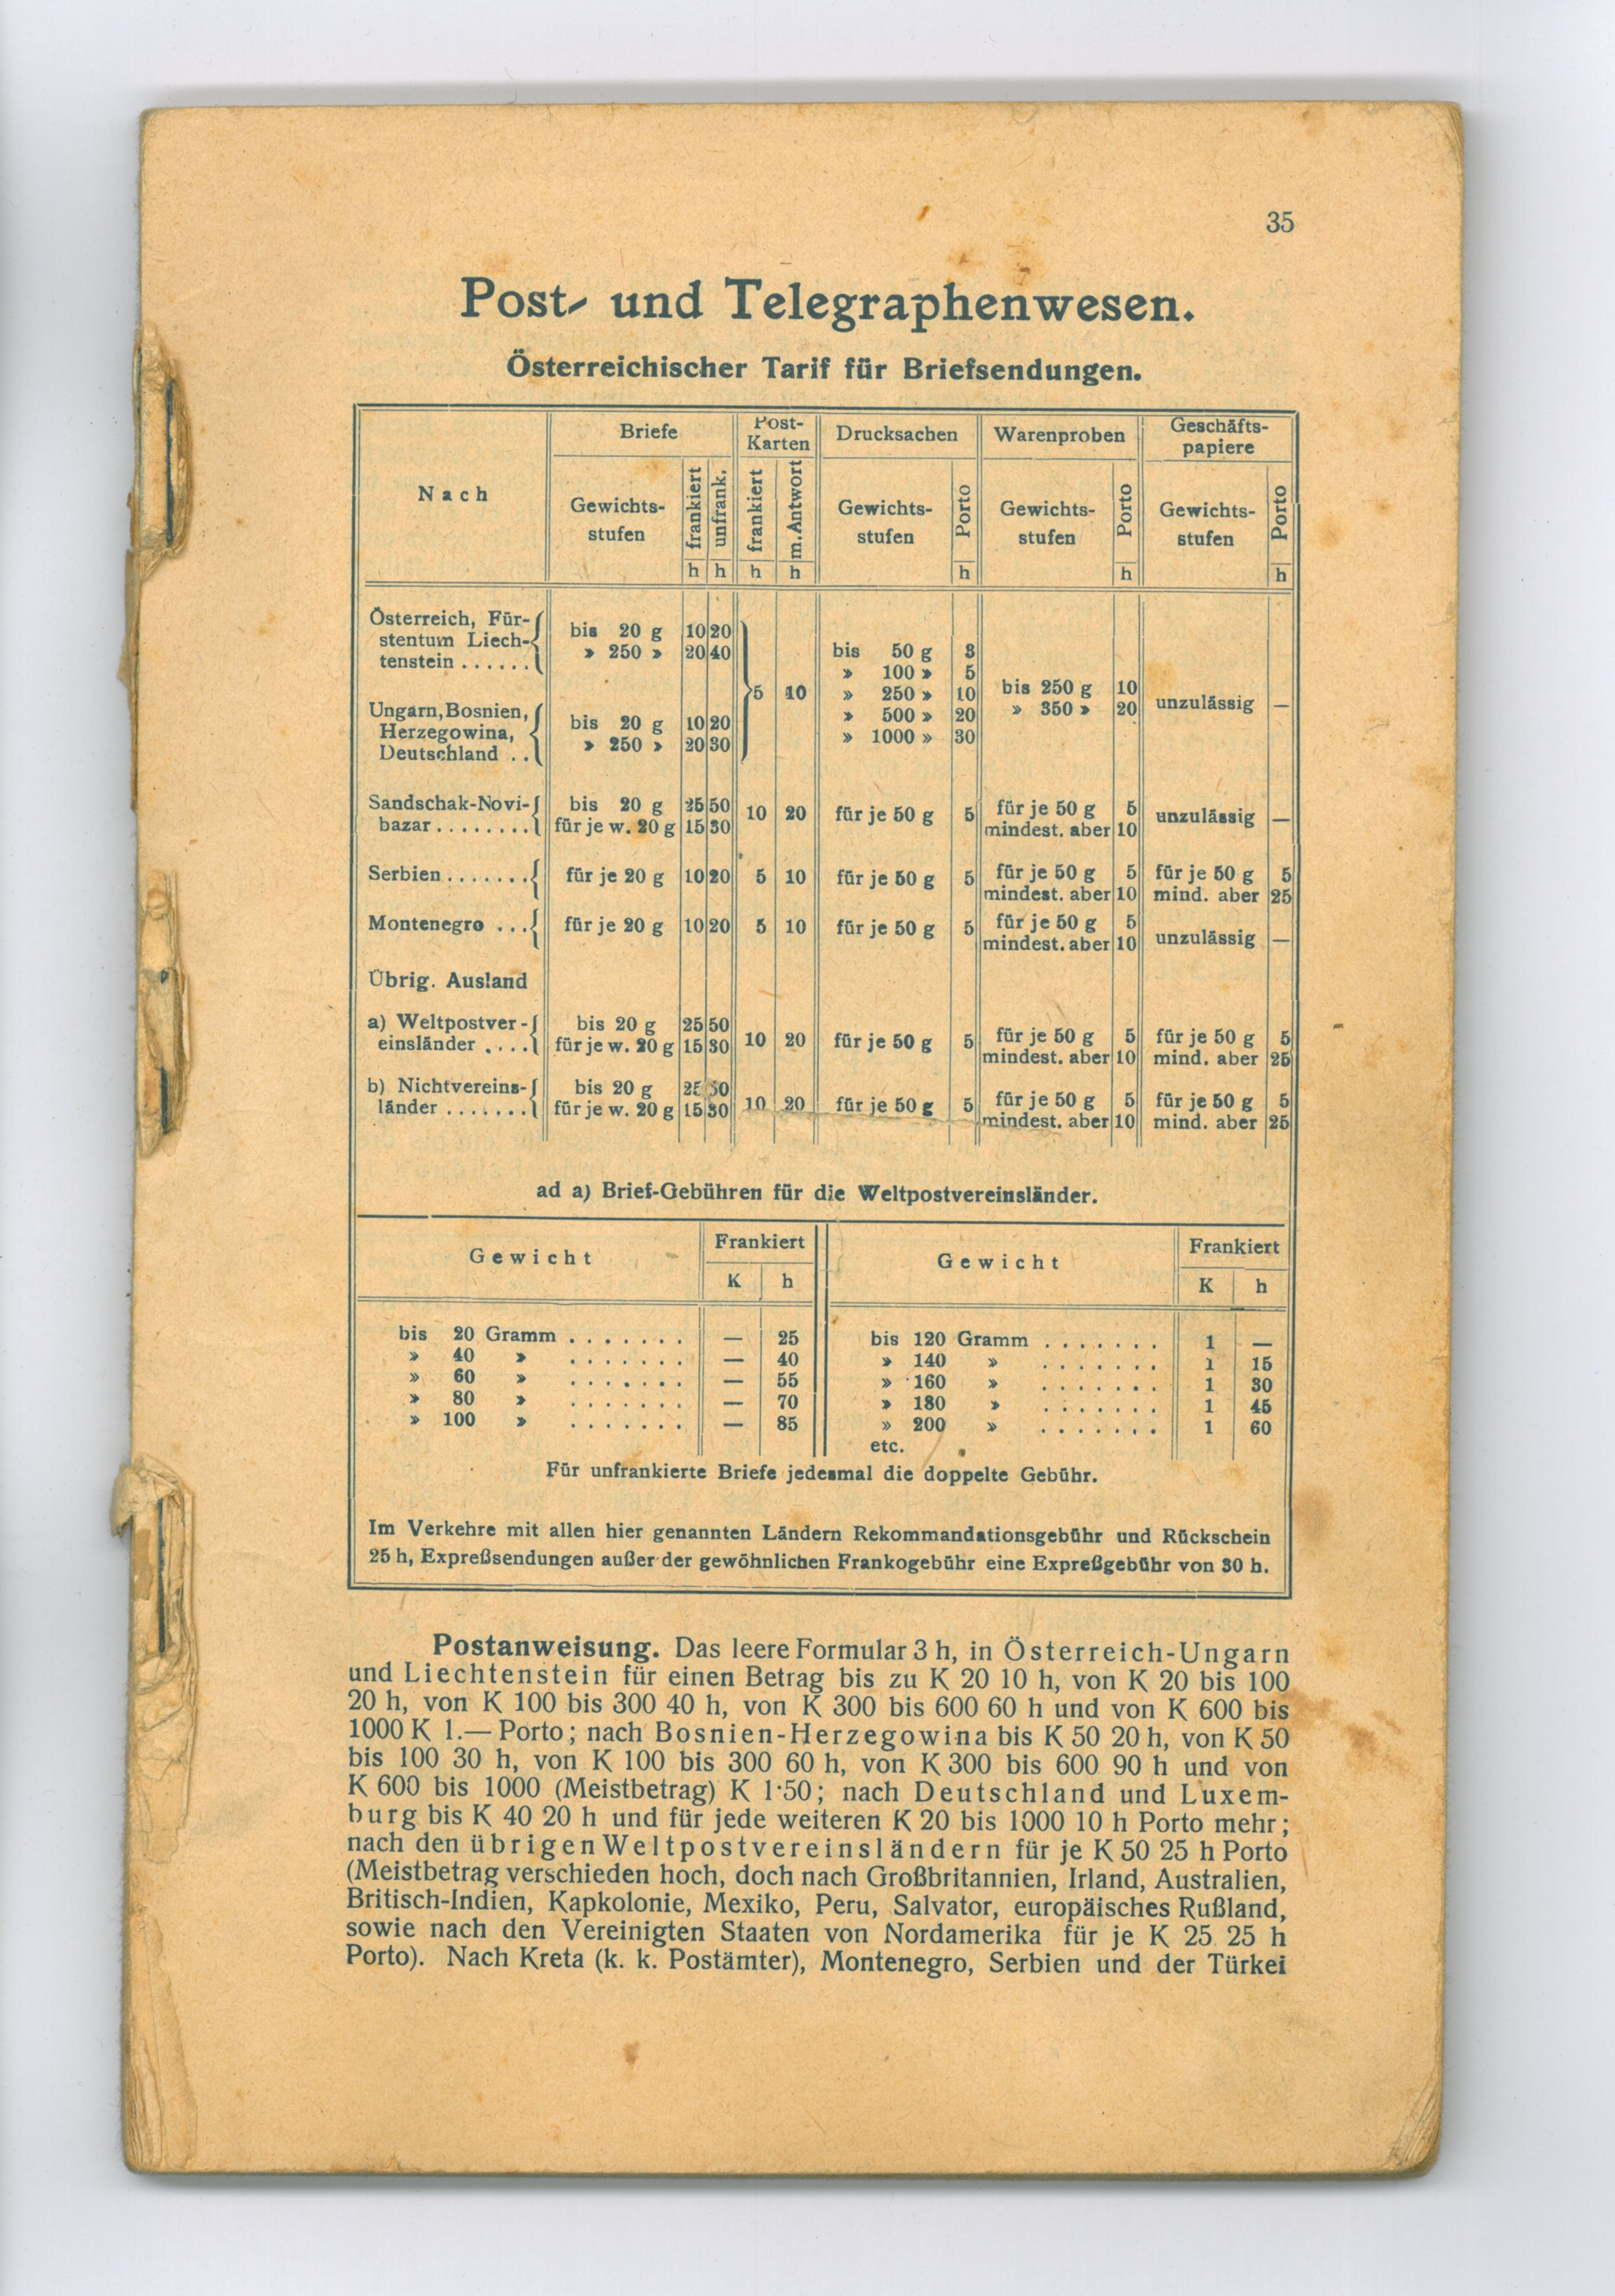 35
Post- und Telegraphenwesen.
Österreichischer Tarif für Briefsendungen.
Nach Briefe Post-Karten Drucksachen Warenproben Geschäfts-papiere
Gewichts-stufen frankiert unfrank. frankiert m. Antwort Gewichts-stufen Porto Gewichts-stufen Porto Gewichts-stufen Porto
h h h h h h h
Österreich, Für-
stentum Liech-
tenstein ......
bis 20 g 10 20
» 250 » 20 40
Ungarn, Bosnien,
Herzegowina,
Deutschland ..
bis 20 g 10 20
» 250 » 20 30
5 10
bis 50 g 3
» 100 » 5
» 250 » 10
» 500 » 20
» 1000 » 30
bis 250 g 10
» 350 » 20
unzulässig —
Sandschak-Novi-
bazar ........
bis 20 g 25 50
für je w. 20 g 15 30
10 20 für je 50 g 5
für je 50 g 5
mindest. aber 10
unzulässig —
Serbien ....... für je 20 g 10 20 5 10 für je 50 g 5
für je 50 g 5
mindest. aber 10
für je 50 g 5
mind. aber 25
Montenegro ... für je 20 g 10 20 5 10 für je 50 g 5
für je 50 g 5
mindest. aber 10
unzulässig —
Übrig. Ausland
a) Weltpostver-
einsländer ....
bis 20 g 25 50
für je w. 20 g 15 30
10 20 für je 50 g 5
für je 50 g 5
mindest. aber 10
für je 50 g 5
mind. aber 25
b) Nichtvereins-
länder .......
bis 20 g 25 50
für je w. 20 g 15 30
10 20 für je 50 g 5
für je 50 g 5
mindest. aber 10
für je 50 g 5
mind. aber 25
ad a) Brief-Gebühren für die Weltpostvereinsländer.
Gewicht Frankiert Gewicht Frankiert
K h K h
bis 20 Gramm ....... — 25 bis 120 Gramm ....... 1 —
» 40 » ....... — 40 » 140 » ....... 1 15
» 60 » ....... — 55 » 160 » ....... 1 30
» 80 » ....... — 70 » 180 » ....... 1 45
» 100 » ....... — 85 » 200 » ....... 1 60
etc.
Für unfrankierte Briefe jedesmal die doppelte Gebühr.
Im Verkehre mit allen hier genannten Ländern Rekommandationsgebühr und Rückschein
25 h, Expreßsendungen außer der gewöhnlichen Frankogebühr eine Expreßgebühr von 30 h.
Postanweisung. Das leere Formular 3 h, in Österreich-Ungarn
und Liechtenstein für einen Betrag bis zu K 20 10 h, von K 20 bis 100
20 h, von K 100 bis 300 40 h, von K 300 bis 600 60 h und von K 600 bis
1000 K 1.— Porto; nach Bosnien-Herzegowina bis K 50 20 h, von K 50
bis 100 30 h, von K 100 bis 300 60 h, von K 300 bis 600 90 h und von
K 600 bis 1000 (Meistbetrag) K 1·50; nach Deutschland und Luxem-
burg bis K 40 20 h und für jede weiteren K 20 bis 1000 10 h Porto mehr;
nach den übrigen Weltpostvereinsländern für je K 50 25 h Porto
(Meistbetrag verschieden hoch, doch nach Großbritannien, Irland, Australien,
Britisch-Indien, Kapkolonie, Mexiko, Peru, Salvator, europäisches Rußland,
sowie nach den Vereinigten Staaten von Nordamerika für je K 25 25 h
Porto). Nach Kreta (k. k. Postämter), Montenegro, Serbien und der Türkei